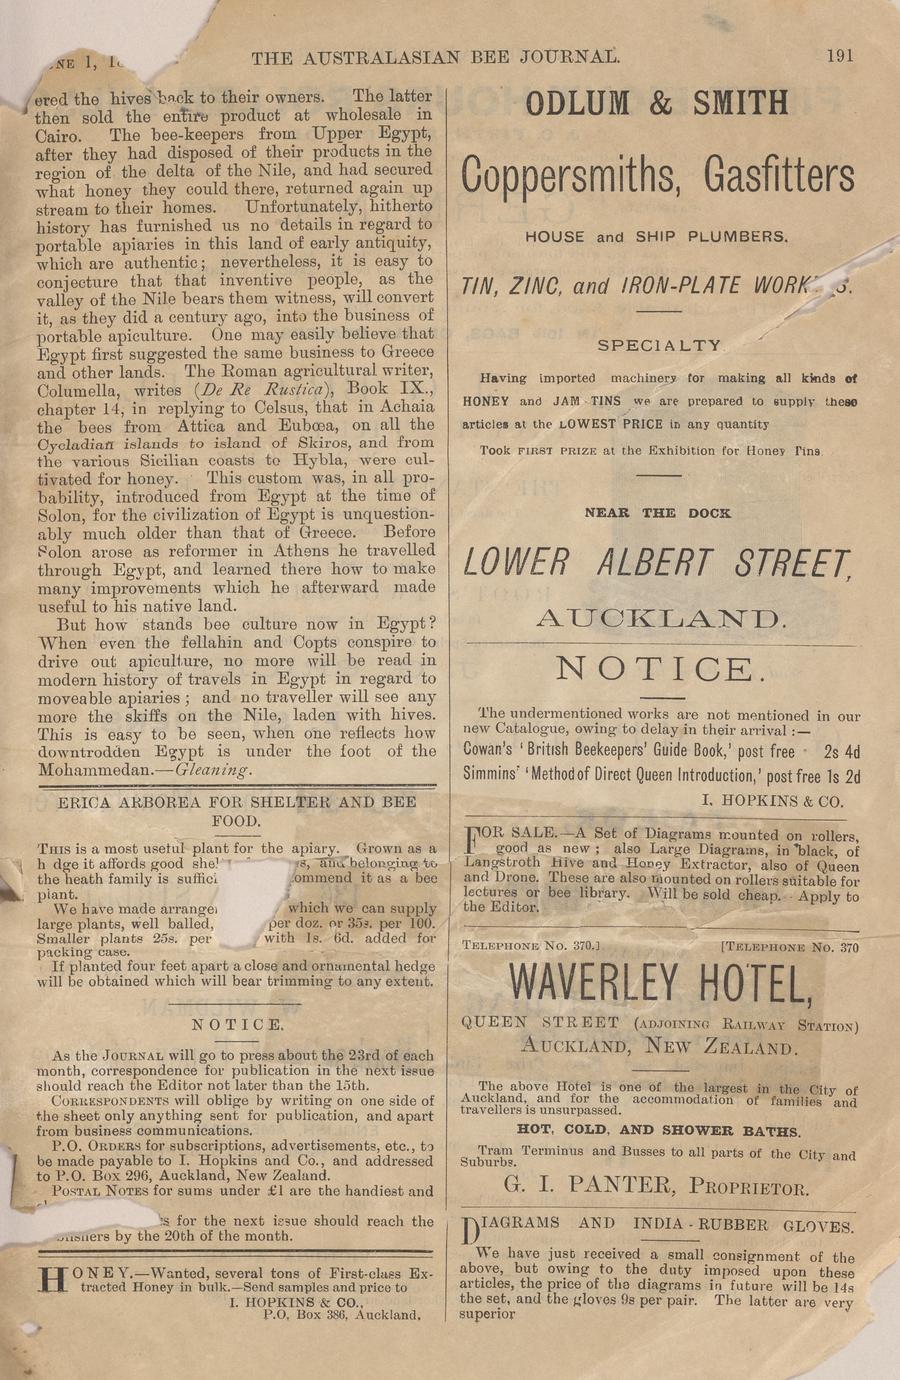 THE AUSTRALASIAN BEE JOURNAL.
191
ered the hives back to their owners. The latter
then sold the entire product at wholesale in
Cairo. The bee-keepers from Upper Egypt,
after they had disposed of their products in the
region of the delta of the Nile, and had secured
what honey they could there, returned again up
stream to their homes. Unfortunately, hitherto
history has furnished us no details in regard to
portable apiaries in this land of early antiquity,
which are authentic; nevertheless, it is easy to
conjecture that that inventive people, as the
valley of the Nile bears them witness, will convert
it, as they did a century ago, into the business of
portable apiculture. One may easily believe that
Egypt first suggested the same business to Greece
and other lands. The Roman agricultural writer,
Columella, writes (De Re Rustica), Book IX.,
chapter 14, in replying to Celsus, that in Achaia
the bees from Attica and Eubœa, on all the
Cycladian islands to island of Skiros, and from
the various Sicilian coasts to Hybla, were cul-
tivated for honey. This custom was, in all pro-
bability, introduced from Egypt at the time of
Solon, for the civilization of Egypt is unquestion-
ably much older than that of Greece. Before
Solon arose as reformer in Athens he travelled
through Egypt, and learned there how to make
many improvements which he afterward made
useful to his native land.
But how stands bee culture now in Egypt?
When even the fellahin and Copts conspire to
drive out apiculture, no more will be read in
modern history of travels in Egypt in regard to
moveable apiaries; and no traveller will see any
more the skiffs on the Nile, laden with hives.
This is easy to be seen, when one reflects how
downtrodden Egypt is under the foot of the
Mohammedan.—Gleaning.
ERICA ARBOREA FOR SHELTER AND BEE
FOOD.
THIS is a most useful plant for the apiary. Grown as a
h dge it affords good and belonging to
the heath family is ommend it as a bee
plant.
We have made which we can supply
large plants, well balled, per doz. or 35s. per 100.
Smaller plants 25s. per with 1s. 6d. added for
packing case.
If planted four feet apart a close and ornamental hedge
will be obtained which will bear trimming to any extent.
NOTICE.
As the JOURNAL will go to press about the 23rd of each
month, correspondence for publication in the next issue
should reach the Editor not later than the 15th.
CORRESPONDENTS will oblige by writing on one side of
the sheet only anything sent for publication, and apart
from business communications.
P.O. ORDERS for subscriptions, advertisements, etc., to
be made payable to I. Hopkins and Co., and addressed
to P.O. Box 296, Auckland, New Zealand.
POSTAL NOTES for sums under £1 are the handiest and
for the next issue should reach the
by the 20th of the month.
HONEY.—Wanted, several tons of First-class Ex-
tracted Honey in bulk.—Send samples and price to
I. HOPKINS & CO.,
P.O. Box 386, Auckland.
ODLUM & SMITH
Coppersmiths, Gasfitters
HOUSE and SHIP PLUMBERS.
TIN, ZINC, and IRON-PLATE
SPECIALTY
Having imported machinery for making all kinds of
HONEY and JAM TINS we are prepared to supply these
articles at the LOWEST PRICE in any quantity
Took FIRST PRIZE at the Exhibition for Honey Tins
NEAR THE DOCK
LOWER ALBERT STREET,
AUCKLAND.
NOTICE.
The undermentioned works are not mentioned in our
new Catalogue, owing to delay in their arrival:—
Cowan's 'British Beekeepers' Guide Book,' post free 2s 4d
Simmins' 'Method of Direct Queen Introduction,' post free 1s 2d
I. HOPKINS & CO.
FOR SALE.—A Set of Diagrams mounted on rollers,
good as new; also Large Diagrams, in black, of
Langstroth Hive and Honey Extractor, also of Queen
and Drone. These are also mounted on rollers suitable for
lectures or bee library. Will be sold cheap. Apply to
the Editor.
TELEPHONE No. 370.] [TELEPHONE No. 370
WAVERLEY HOTEL,
QUEEN STREET (ADJOINING RAILWAY STATION)
AUCKLAND, NEW ZEALAND.
The above Hotel is one of the largest in the City of
Auckland, and for the accommodation of families and
travellers is unsurpassed.
HOT, COLD, AND SHOWER BATHS.
Tram Terminus and Busses to all parts of the City and
Suburbs.
G. I. PANTER, PROPRIETOR.
DIAGRAMS AND INDIA-RUBBER GLOVES.
We have just received a small consignment of the
above, but owing to the duty imposed upon these
articles, the price of the diagrams in future will be 14s
the set, and the gloves 9s per pair. The latter are very
superior